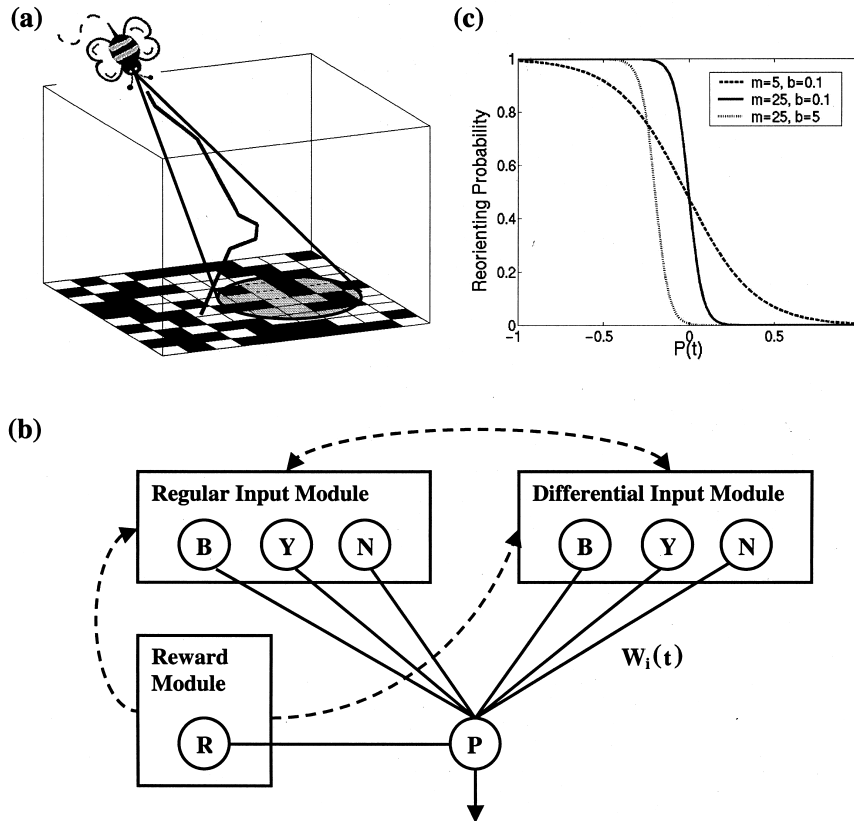 (a)
(c)
Reorienting Probability
1
0.8
0.6
0.4
0.2
0
-1
-0.5
0
0.5
P(t)
m=5, b=0.1
m=25, b=0.1
m=25, b=5
(b)
Regular Input Module
B Y N
Differential Input Module
B Y N
Reward
Module
R
P
Wi(t)